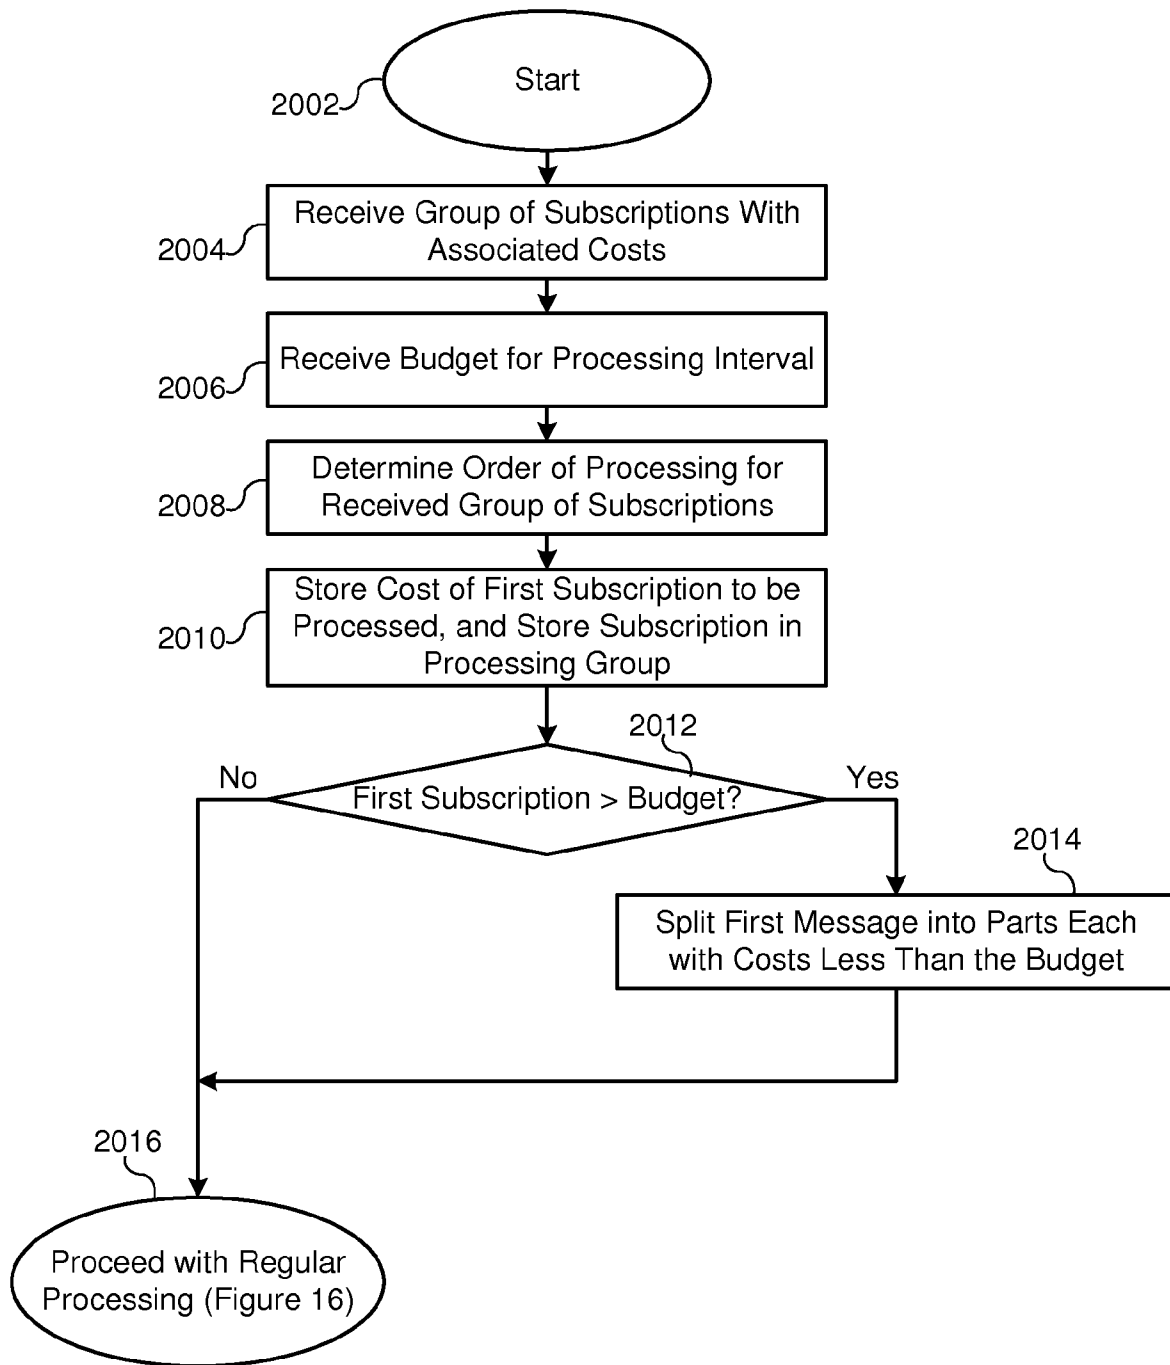 Start
2002
Receive Group of Subscriptions With
Associated Costs
2004
Receive Budget for Processing Interval
2006
Determine Order of Processing for
Received Group of Subscriptions
2008
Store Cost of First Subscription to be
Processed, and Store Subscription in
Processing Group
2010
2012
No
First Subscription > Budget?
Yes
2014
Split First Message into Parts Each
with Costs Less Than the Budget
2016
Proceed with Regular
Processing (Figure 16)